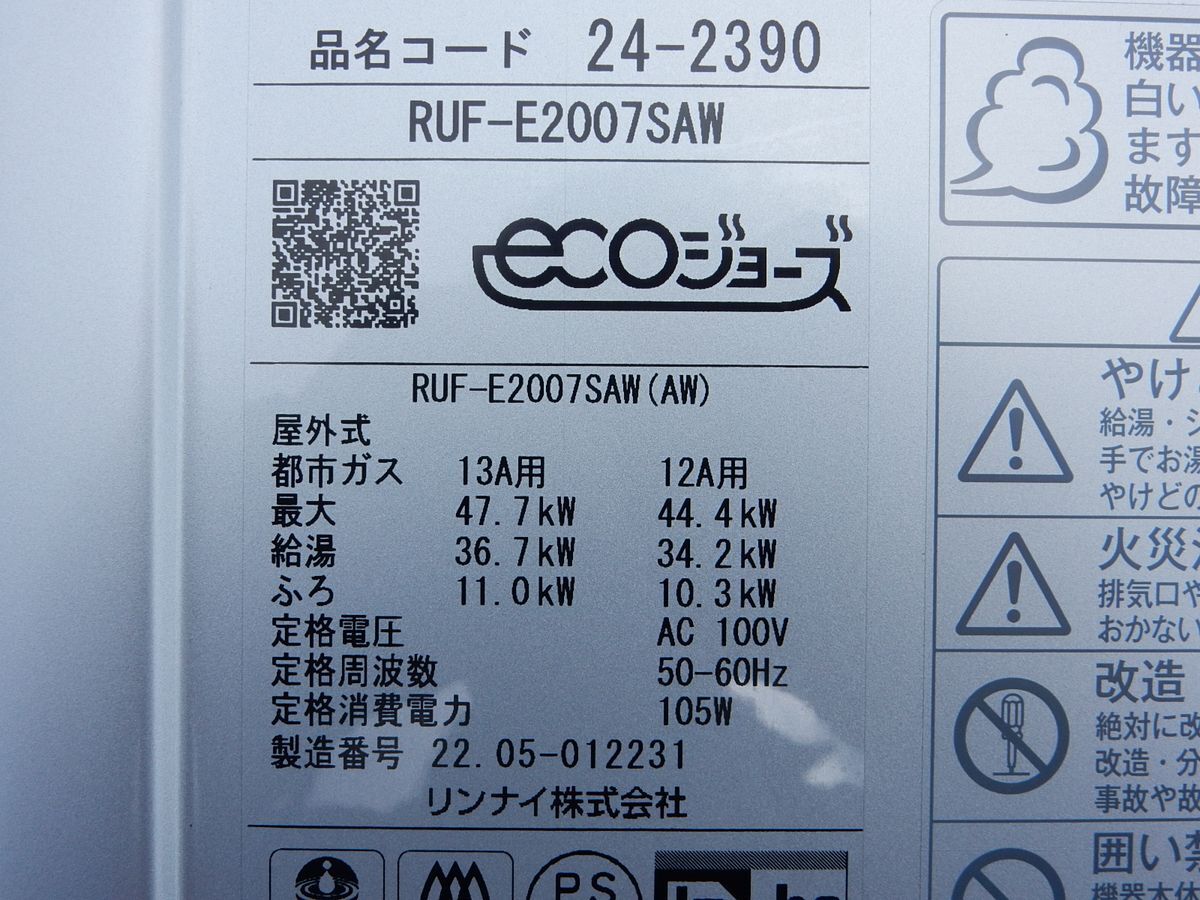 品名コード 24-2390
RUF-E2007SAW
ecoジョーズ
RUF-E2007SAW(AW)
屋外式
都市ガス 13A用 12A用
最大 47.7kW 44.4kW
給湯 36.7kW 34.2kW
ふろ 11.0kW 10.3kW
定格電圧 AC 100V
定格周波数 50-60Hz
定格消費電力 105W
製造番号 22.05-012231
リンナイ株式会社
PS
機器
白い
ます
故障
やけ
給湯・シ
手でお湯
やけどの
火災
排気口や
おかない
改造
絶対に改
改造・分
事故や故
囲い禁
機器本体